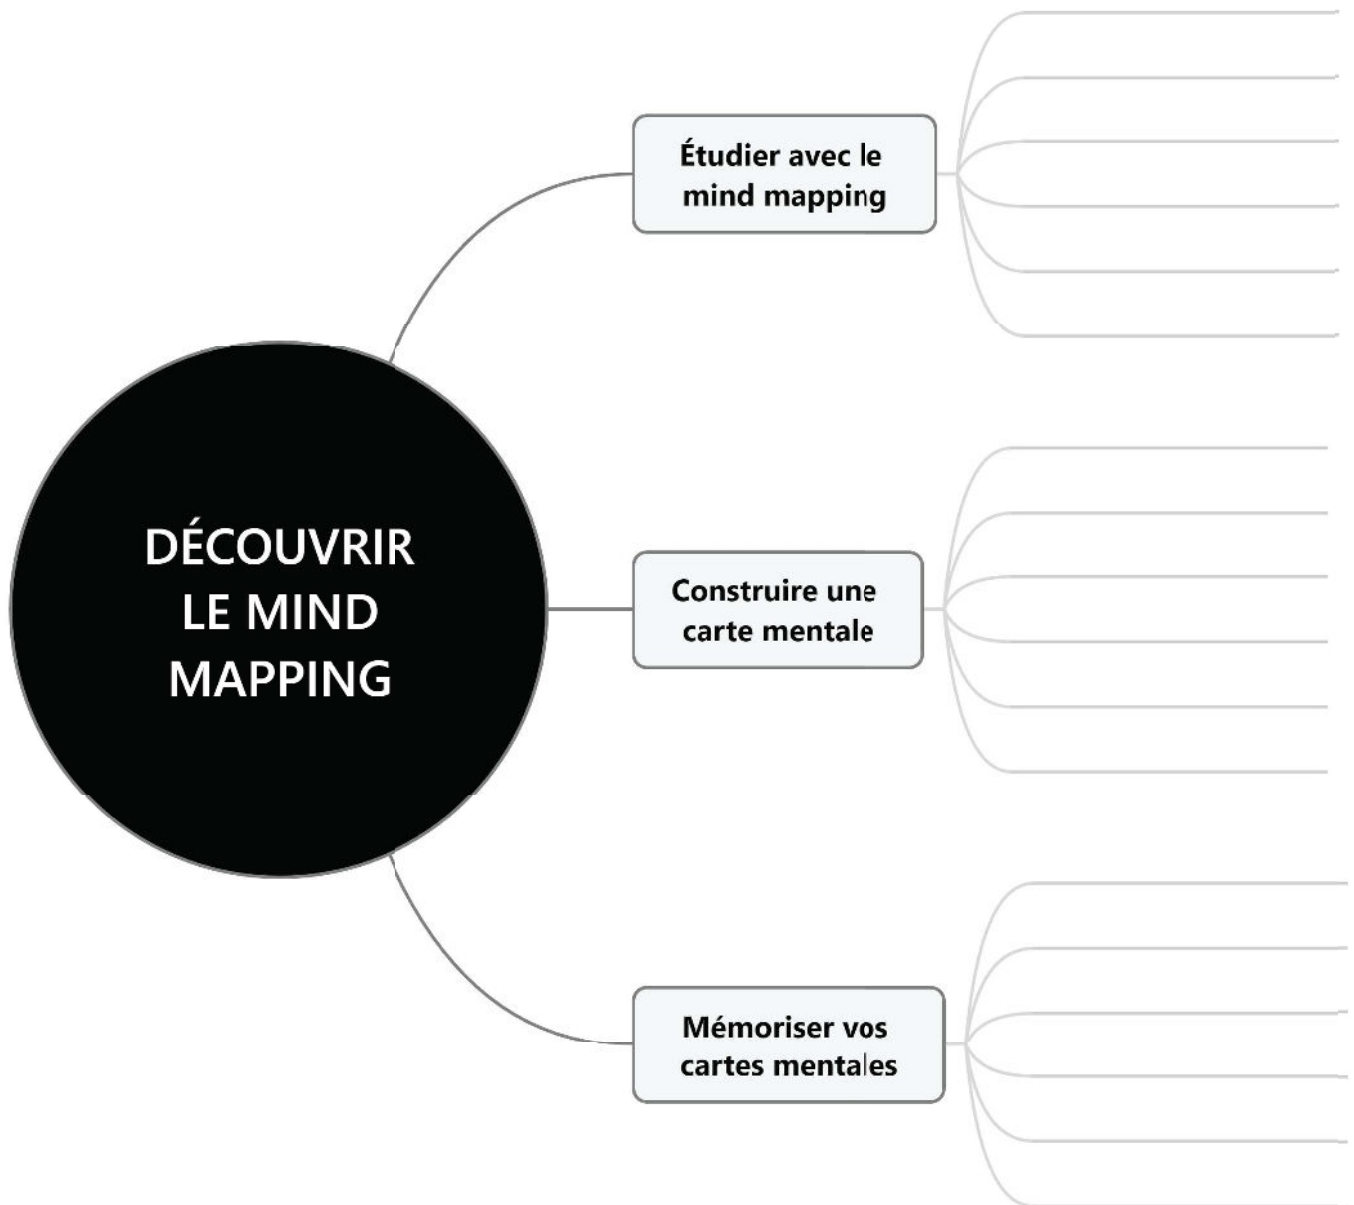 Étudier avec le
mind mapping
DÉCOUVRIR
LE MIND
MAPPING
Construire une
carte mentale
Mémoriser vos
cartes mentales